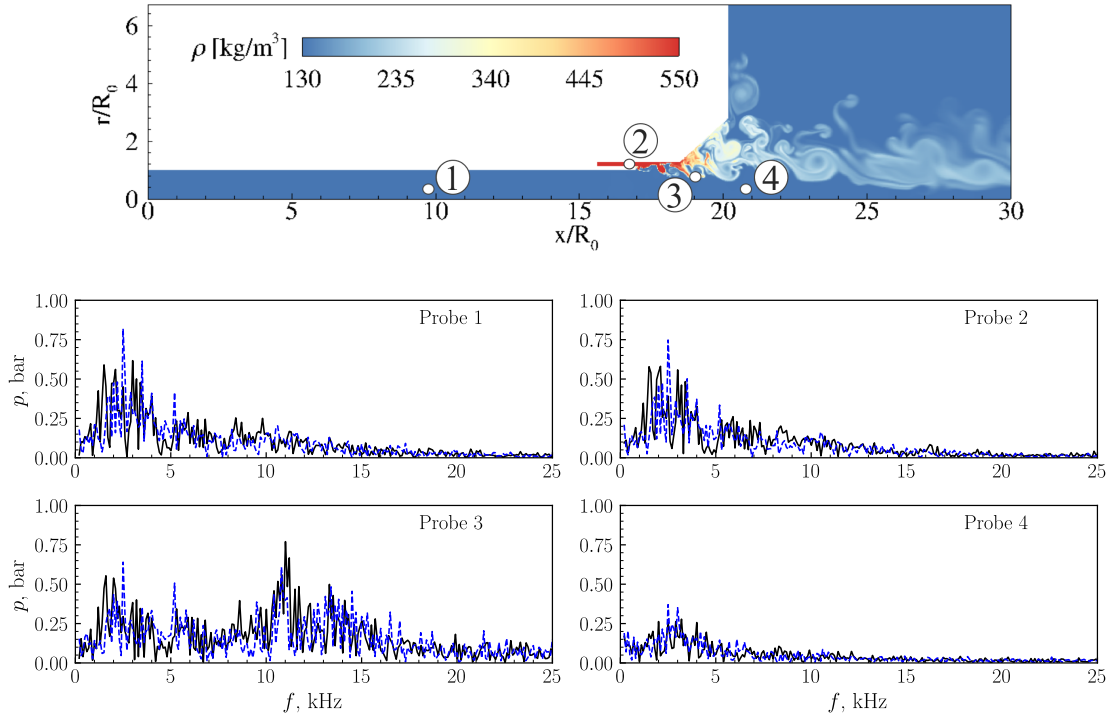 6
4
2
0
r/R₀
ρ [kg/m³]
130 235 340 445 550
① ② ③ ④
0 5 10 15 20 25 30
x/R₀
1.00
0.75
0.50
0.25
0.00
p, bar
Probe 1
0 5 10 15 20 25
1.00
0.75
0.50
0.25
0.00
Probe 2
0 5 10 15 20 25
1.00
0.75
0.50
0.25
0.00
p, bar
Probe 3
0 5 10 15 20 25
f, kHz
1.00
0.75
0.50
0.25
0.00
Probe 4
0 5 10 15 20 25
f, kHz